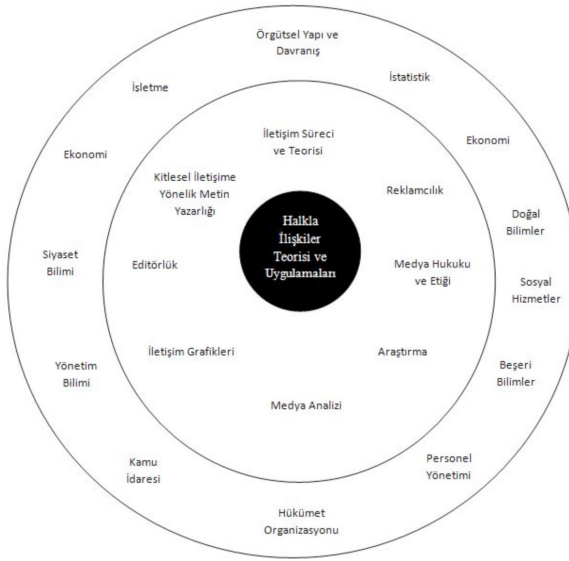 Örgütsel Yapı ve
Davranış
İşletme
İstatistik
Ekonomi
Ekonomi
İletişim Süreci
ve Teorisi
Kitlesel İletişime
Yönelik Metin
Yazarlığı
Reklamcılık
Halkla
İlişkiler
Teorisi ve
Uygulamaları
Doğal
Bilimler
Siyaset
Bilimi
Editörlük
Medya Hukuku
ve Etiği
Sosyal
Hizmetler
İletişim Grafikleri
Araştırma
Yönetim
Bilimi
Beşeri
Bilimler
Medya Analizi
Kamu
İdaresi
Personel
Yönetimi
Hükümet
Organizasyonu